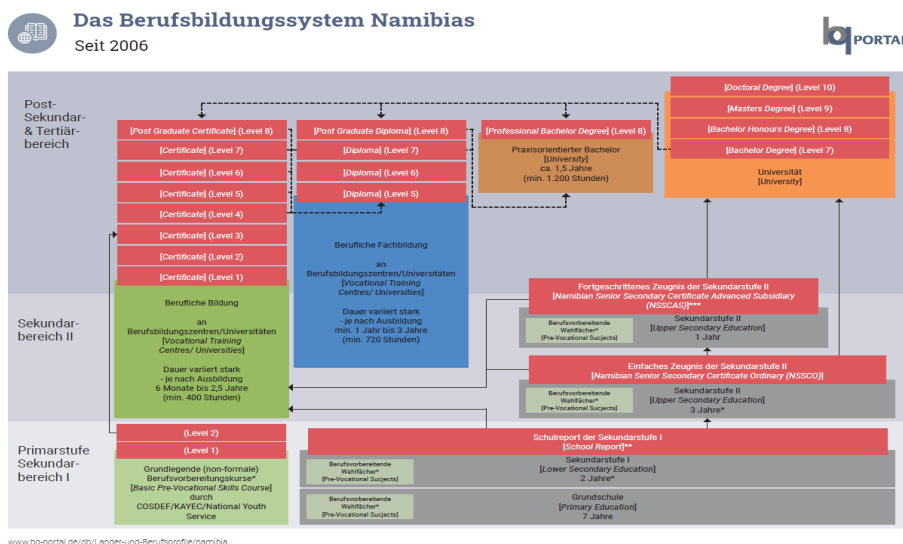 Das Berufsbildungssystem Namibias
Seit 2006
bq PORTAL
Post-
Sekundar-
& Tertiär-
bereich
[Doctoral Degree] (Level 10)
[Masters Degree] (Level 9)
[Bachelor Honours Degree] (Level 8)
[Bachelor Degree] (Level 7)
Universität
[University]
[Post Graduate Certificate] (Level 8)
[Certificate] (Level 7)
[Certificate] (Level 6)
[Certificate] (Level 5)
[Certificate] (Level 4)
[Certificate] (Level 3)
[Certificate] (Level 2)
[Certificate] (Level 1)
Berufliche Bildung
an
Berufsbildungszentren/Universitäten
[Vocational Training
Centres/ Universities]
Dauer variiert stark
- je nach Ausbildung
6 Monate bis 2,5 Jahre
(min. 400 Stunden)
[Post Graduate Diploma] (Level 8)
[Diploma] (Level 7)
[Diploma] (Level 6)
[Diploma] (Level 5)
Berufliche Fachbildung
an
Berufsbildungszentren/Universitäten
[Vocational Training
Centres/ Universities]
Dauer variiert stark
- je nach Ausbildung
min. 1 Jahr bis 3 Jahre
(min. 720 Stunden)
[Professional Bachelor Degree] (Level 8)
Praxisorientierter Bachelor
[University]
ca. 1,5 Jahre
(min. 1.200 Stunden)
Sekundar-
bereich II
Fortgeschrittenes Zeugnis der Sekundarstufe II
[Namibian Senior Secondary Certificate Advanced Subsidiary
(NSSCAS)]***
Berufsvorbereitende
Wahlfächer*
[Pre-Vocational Sucjects]
Sekundarstufe II
[Upper Secondary Education]
1 Jahr
Einfaches Zeugnis der Sekundarstufe II
[Namibian Senior Secondary Certificate Ordinary (NSSCO)]
Berufsvorbereitende
Wahlfächer*
[Pre-Vocational Sucjects]
Sekundarstufe II
[Upper Secondary Education]
3 Jahre*
Primarstufe
Sekundar-
bereich I
(Level 2)
(Level 1)
Grundlegende (non-formale)
Berufsvorbereitungskurse*
[Basic Pre-Vocational Skills Course]
durch
COSDEF/KAYEC/National Youth
Service
Schulreport der Sekundarstufe I
[School Report]**
Berufsvorbereitende
Wahlfächer*
[Pre-Vocational Sucjects]
Sekundarstufe I
[Lower Secondary Education]
2 Jahre*
Berufsvorbereitende
Wahlfächer*
[Pre-Vocational Sucjects]
Grundschule
[Primary Education]
7 Jahre
www.bq-portal.de/db/Länder-und-Berufsprofile/namibia